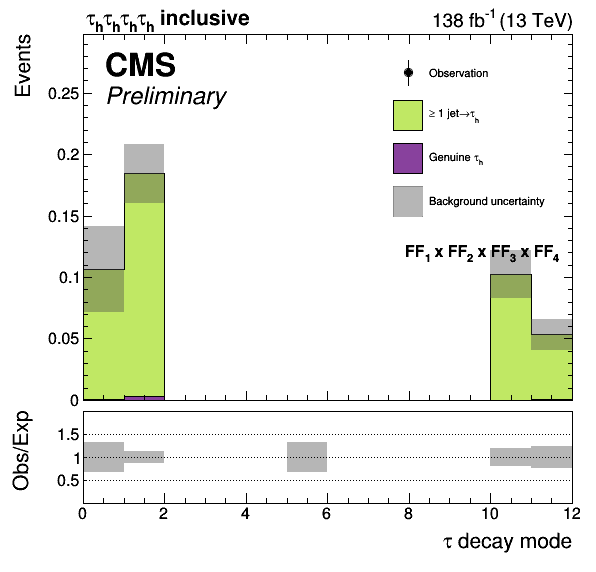 τₕτₕτₕτₕ inclusive
138 fb⁻¹ (13 TeV)
Events
CMS
Preliminary
Observation
≥ 1 jet→τₕ
Genuine τₕ
Background uncertainty
FF₁ x FF₂ x FF₃ x FF₄
0.25
0.2
0.15
0.1
0.05
0
Obs/Exp
1.5
1
0.5
0 2 4 6 8 10 12
τ decay mode